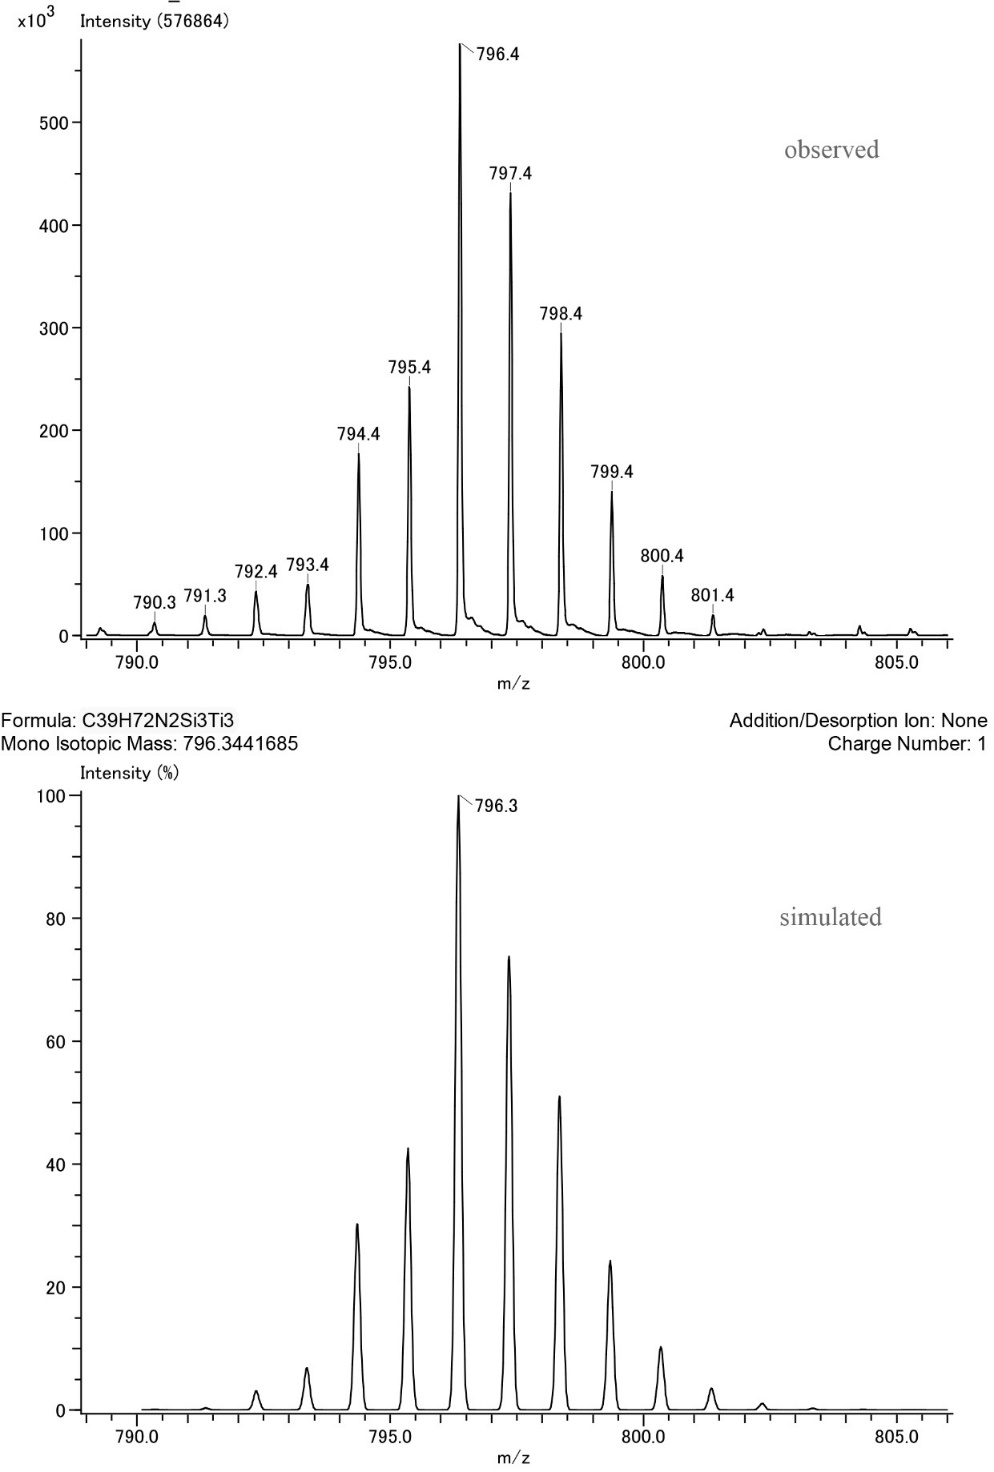 x10³ Intensity (576864)
796.4
500
observed
797.4
400
798.4
300
795.4
200
794.4
799.4
100
800.4
792.4
793.4
801.4
790.3
791.3
0
790.0 795.0 800.0 805.0
m/z
Formula: C39H72N2Si3Ti3 Addition/Desorption Ion: None
Mono Isotopic Mass: 796.3441685 Charge Number: 1
Intensity (%)
100
796.3
80
simulated
60
40
20
0
790.0 795.0 800.0 805.0
m/z